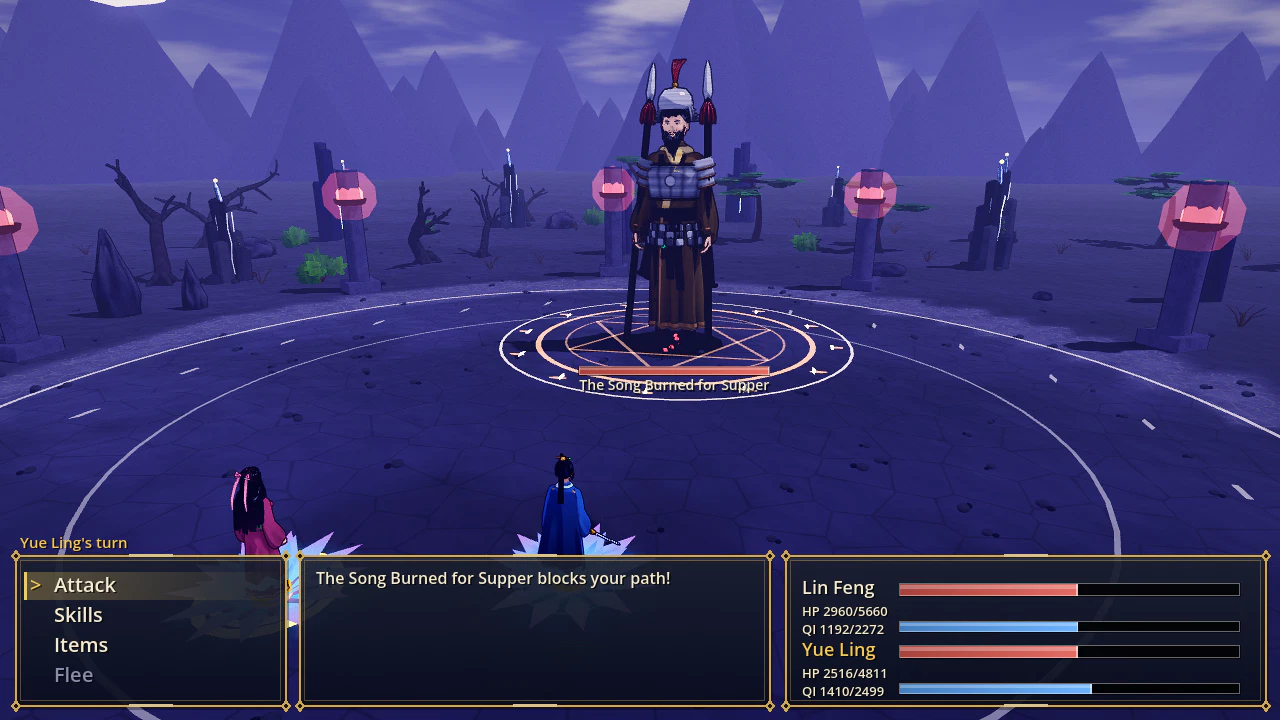 The Song Burned for Supper
Yue Ling's turn
> Attack
Skills
Items
Flee
The Song Burned for Supper blocks your path!
Lin Feng
HP 2960/5660
QI 1192/2272
Yue Ling
HP 2516/4811
QI 1410/2499